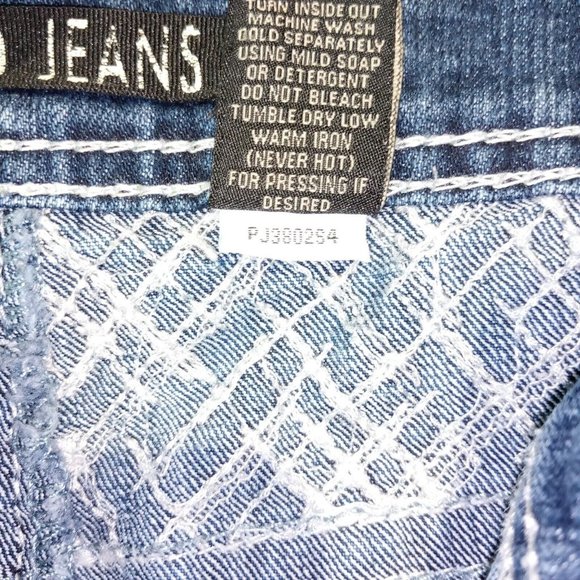 JEANS
TURN INSIDE OUT
MACHINE WASH
COLD SEPARATELY
USING MILD SOAP
OR DETERGENT
DO NOT BLEACH
TUMBLE DRY LOW
WARM IRON
(NEVER HOT)
FOR PRESSING IF
DESIRED
PJ3802S4